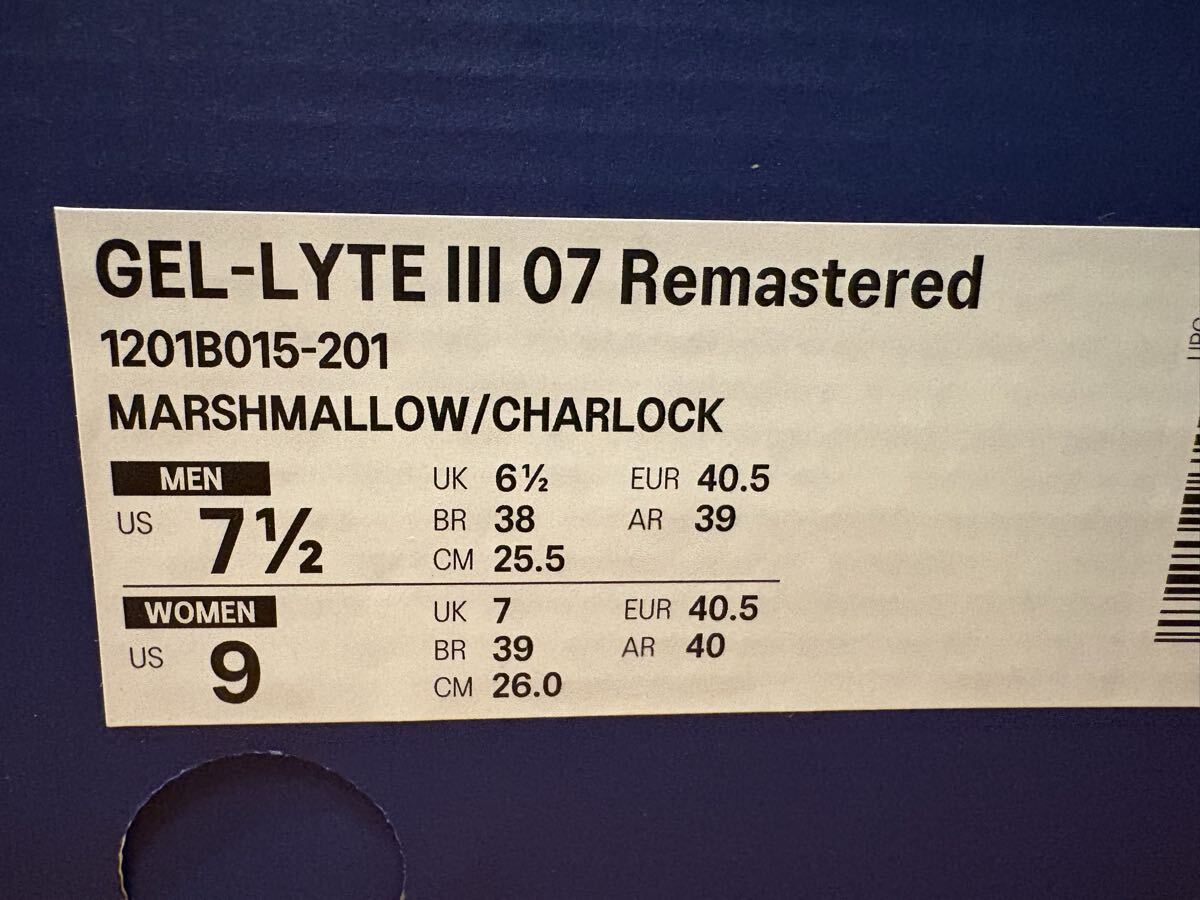 GEL-LYTE III 07 Remastered
1201B015-201
MARSHMALLOW/CHARLOCK
MEN UK 6½ EUR 40.5
US 7½ BR 38 AR 39
CM 25.5
WOMEN UK 7 EUR 40.5
US 9 BR 39 AR 40
CM 26.0